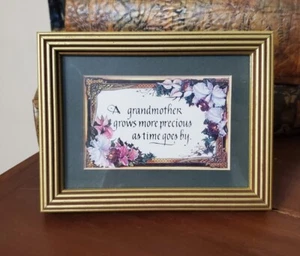 A grandmother
grows more precious
as time goes by.